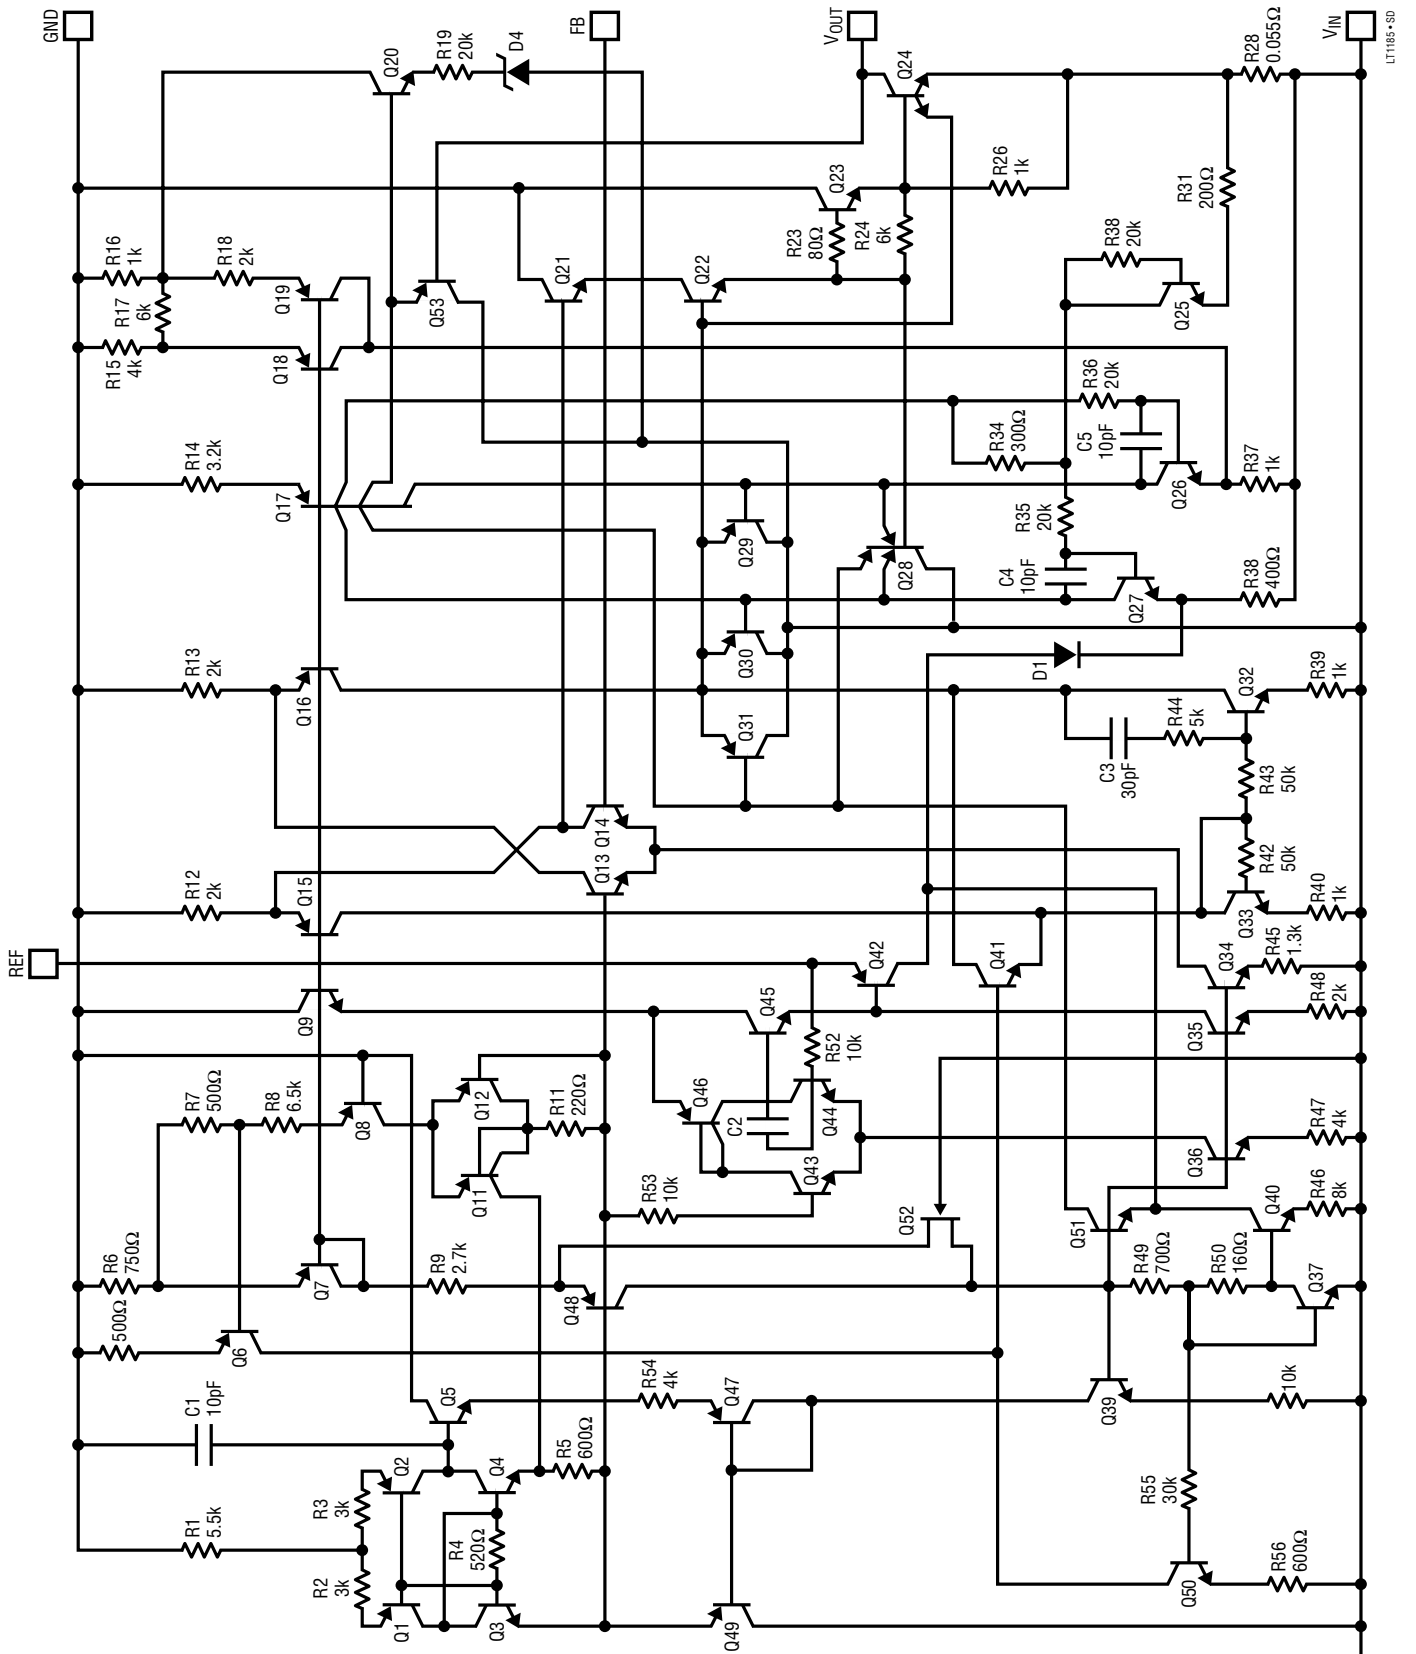 GND
FB
VOUT
VIN
LT1185 • SD
Q20
R19
20k
D4
Q24
R28
0.055Ω
R26
1k
Q23
R23
80Ω
R24
6k
R31
200Ω
R16
1k
R18
2k
R17
6k
R15
4k
Q19
Q18
Q53
Q21
Q22
R38
20k
Q25
R36
20k
R34
300Ω
C5
10pF
R14
3.2k
Q17
Q29
R35
20k
Q26
R37
1k
Q28
C4
10pF
Q27
R38
400Ω
R13
2k
Q16
Q30
D1
Q31
Q32
R39
1k
R44
5k
C3
30pF
R43
50k
Q13
Q14
R12
2k
Q15
R42
50k
Q33
R40
1k
REF
Q42
Q41
Q34
R45
1.3k
Q9
Q45
R52
10k
Q35
R48
2k
R7
500Ω
R8
6.5k
Q8
Q12
R11
220Ω
Q46
C2
Q44
Q43
Q36
R47
4k
Q11
R53
10k
Q52
Q51
Q40
R46
8k
R6
750Ω
Q7
R9
2.7k
Q48
R49
700Ω
R50
160Ω
Q37
500Ω
Q6
C1
10pF
Q5
R54
4k
Q47
Q39
10k
R3
3k
Q2
Q4
R5
600Ω
R1
5.5k
R4
520Ω
R55
30k
R2
3k
Q1
Q3
Q49
Q50
R56
600Ω